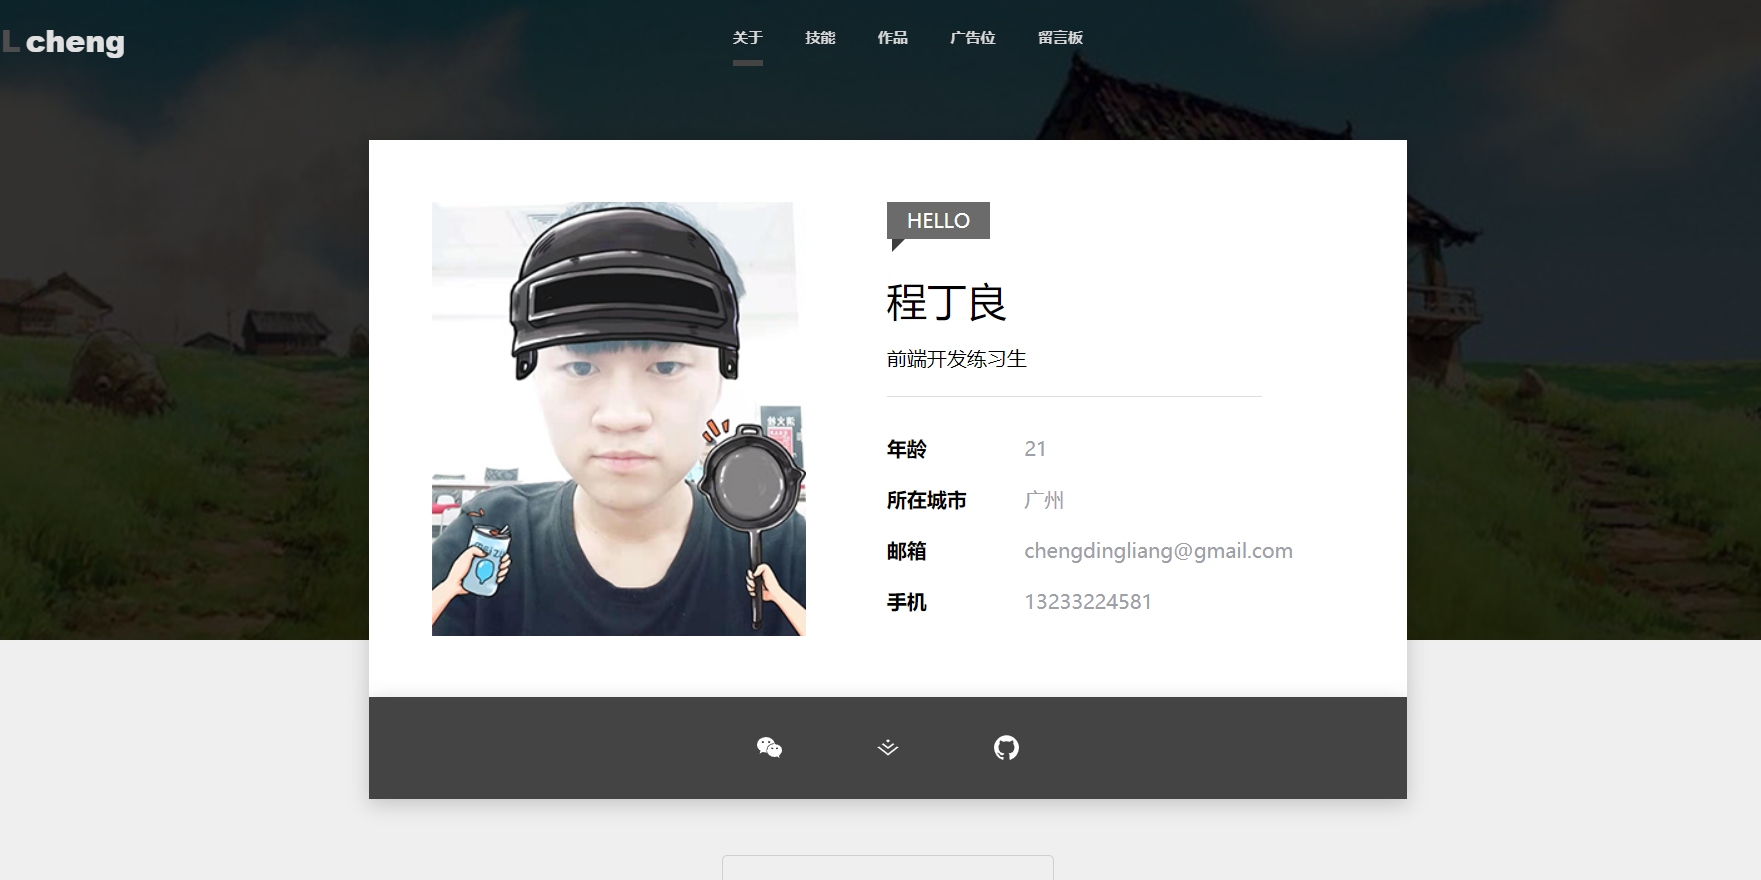 L cheng
关于 技能 作品 广告位 留言板
HELLO
程丁良
前端开发练习生
年龄 21
所在城市 广州
邮箱 chengdingliang@gmail.com
手机 13233224581